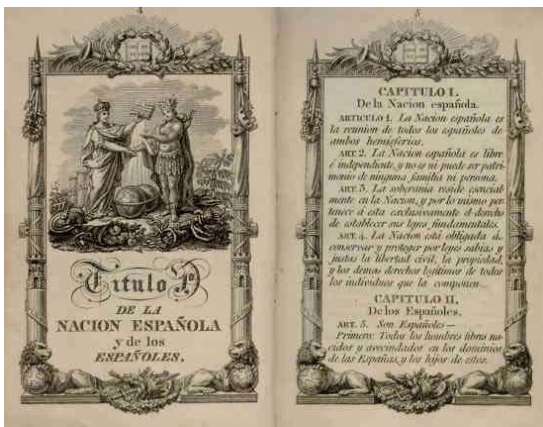 4
Titulo I.º
DE LA
NACION ESPAÑOLA
y de los
ESPAÑOLES.
5
CAPITULO I.
De la Nacion española.
ARTICULO 1. La Nacion española es
la reunion de todos los españoles de
ambos hemisferios.
ART. 2. La Nacion española es libre
é independiente, y no es ni puede ser patri-
monio de ninguna familia ni persona.
ART. 3. La soberania reside esencial-
mente en la Nacion, y por lo mismo per-
tenece á esta esclusivamente el derecho
de establecer sus leyes fundamentales.
ART. 4. La Nacion está obligada á
conservar y proteger por leyes sabias y
justas la libertad civil, la propiedad,
y los demas derechos legitimos de todos
los individuos que la componen.
CAPITULO II.
De los Españoles.
ART. 5. Son Españoles—
Primero: Todos los hombres libres na-
cidos y avecindados en los dominios
de las Españas, y los hijos de estos.